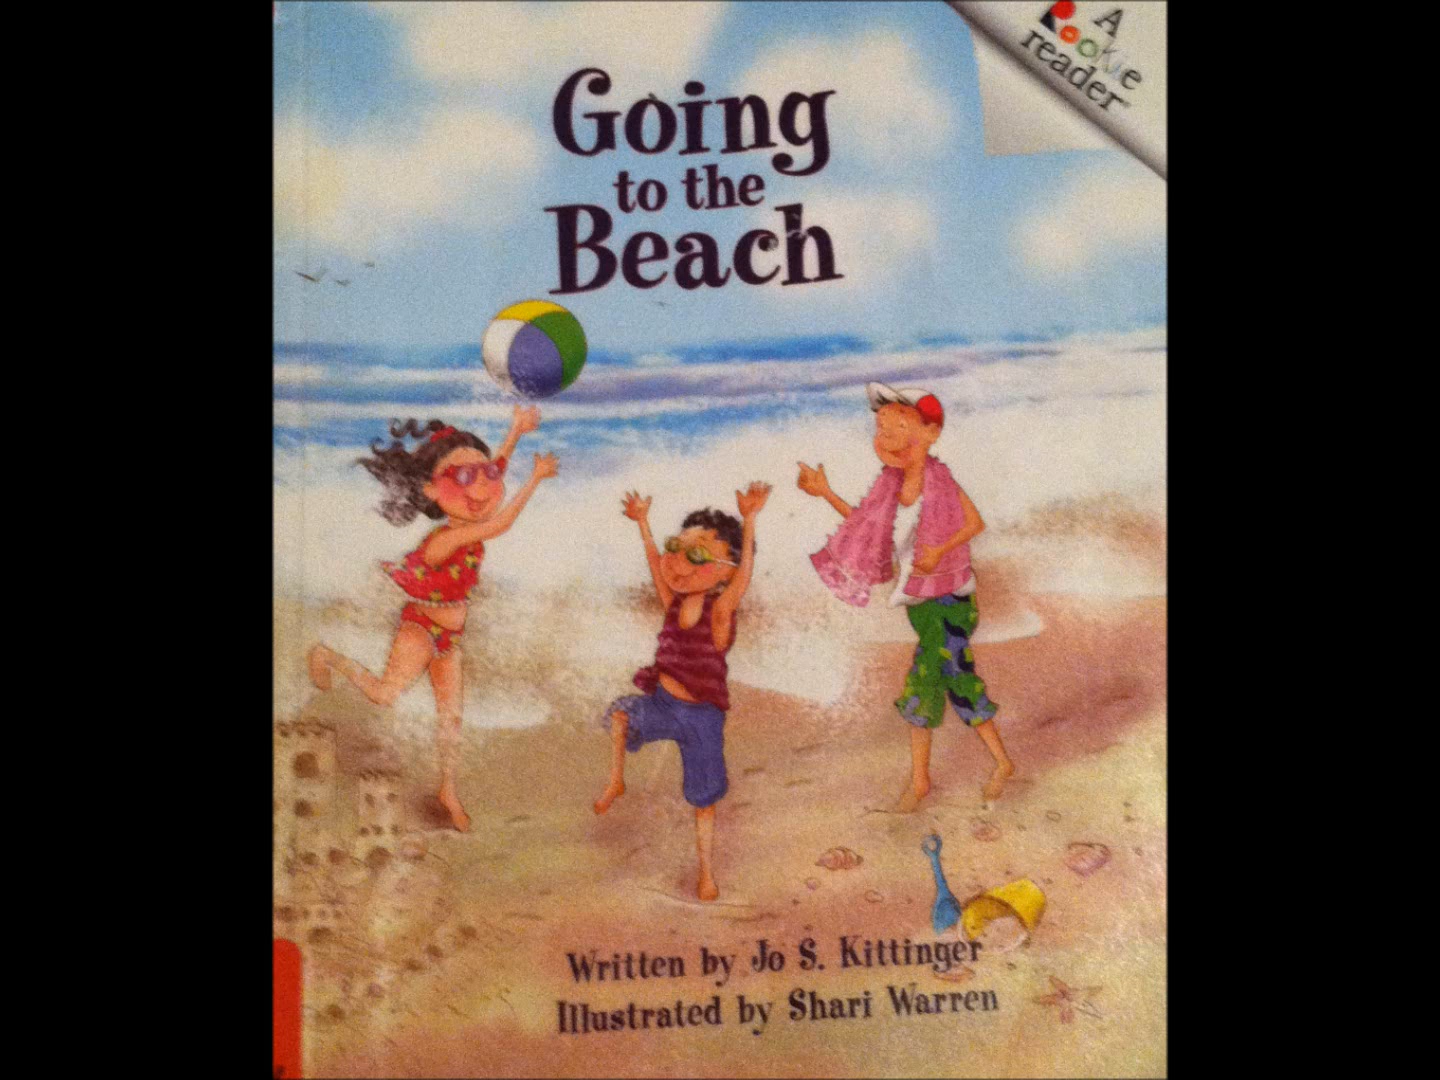 A
Rookie
reader
Going
to the
Beach
Written by Jo S. Kittinger
Illustrated by Shari Warren